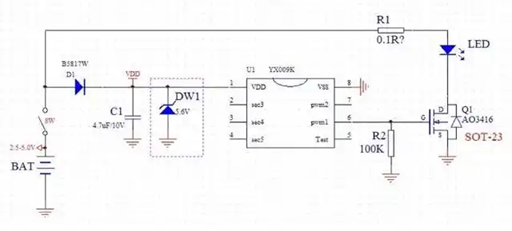 R1
0.1R?
LED
B5817W
D1
VDD
U1 YX009K
DW1
5.6V
C1
4.7uF/10V
1 VDD VSS 8
2 sec3 pwm2 7
3 sec4 pwm1 6
4 sec5 Test 5
SW
2.5-5.0V
BAT
R2
100K
D
G
S
Q1
AO3416
SOT-23